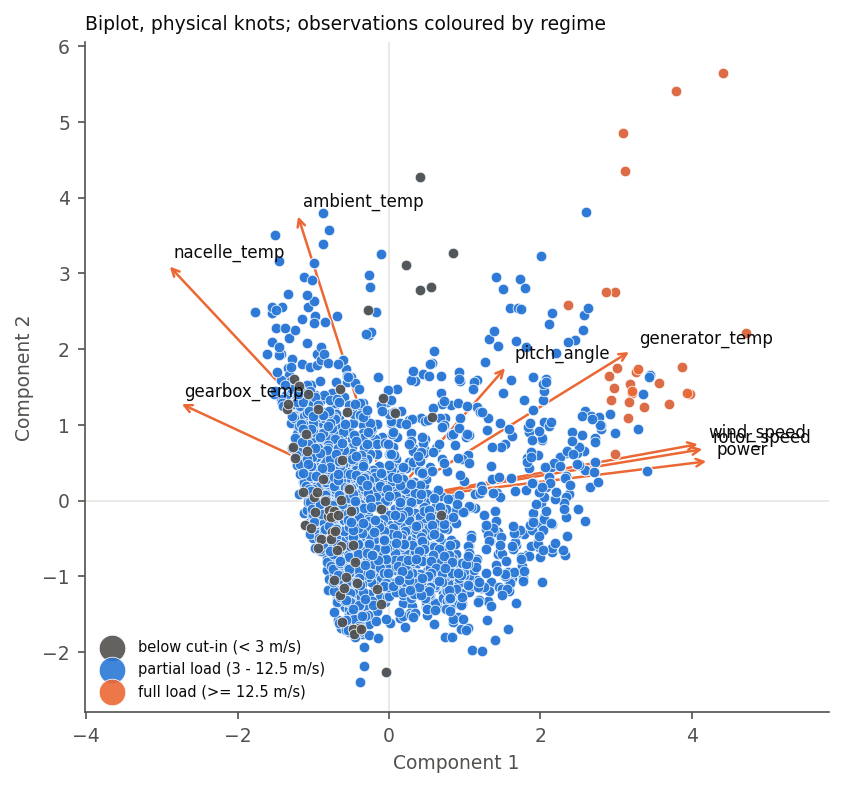 Biplot, physical knots; observations coloured by regime
6
5
4
3
2
1
0
−1
−2
Component 2
ambient_temp
nacelle_temp
gearbox_temp
pitch_angle
generator_temp
wind_speed
rotor_speed
power
below cut-in (< 3 m/s)
partial load (3 - 12.5 m/s)
full load (>= 12.5 m/s)
−4
−2
0
2
4
Component 1